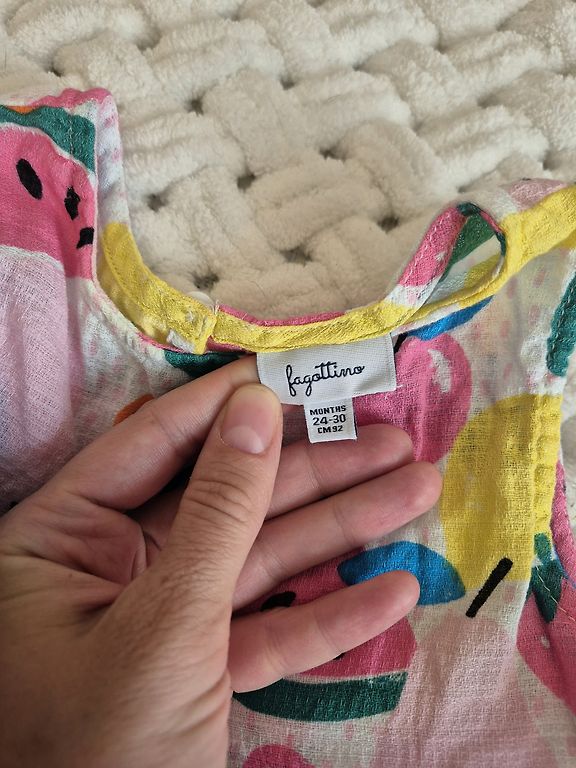 fagottino
MONTHS
24-30
CM 92